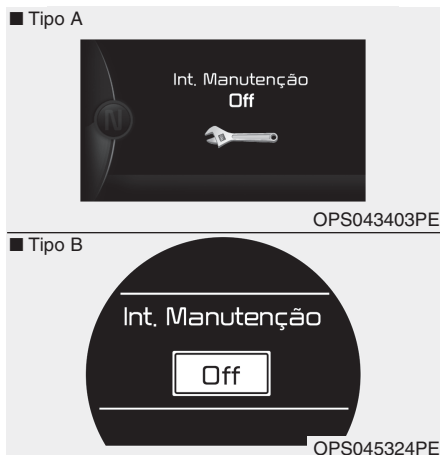 ■ Tipo A
Int. Manutenção
Off
N
OPS043403PE
■ Tipo B
Int. Manutenção
Off
OPS045324PE